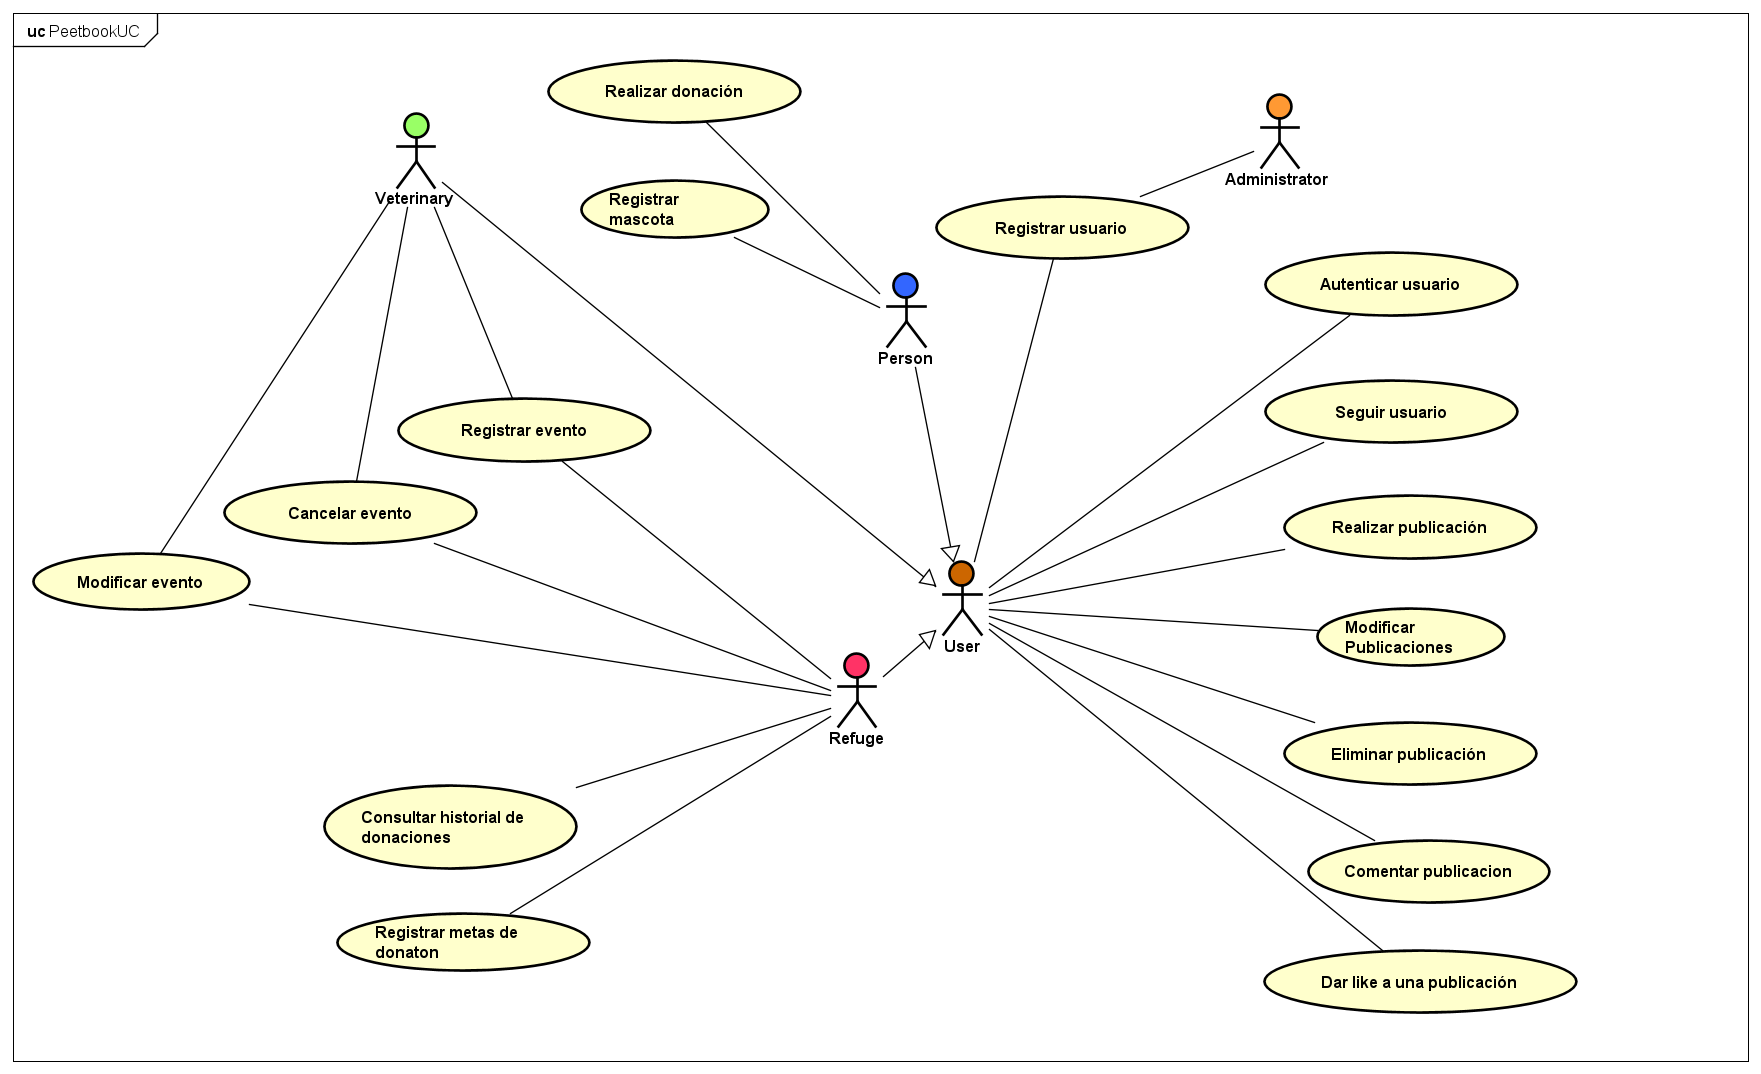 uc PeetbookUC
Realizar donación
Administrator
Veterinary
Registrar
mascota
Registrar usuario
Autenticar usuario
Person
Seguir usuario
Registrar evento
Cancelar evento
Realizar publicación
Modificar evento
Modificar
Publicaciones
User
Refuge
Eliminar publicación
Consultar historial de
donaciones
Comentar publicacion
Registrar metas de
donaton
Dar like a una publicación